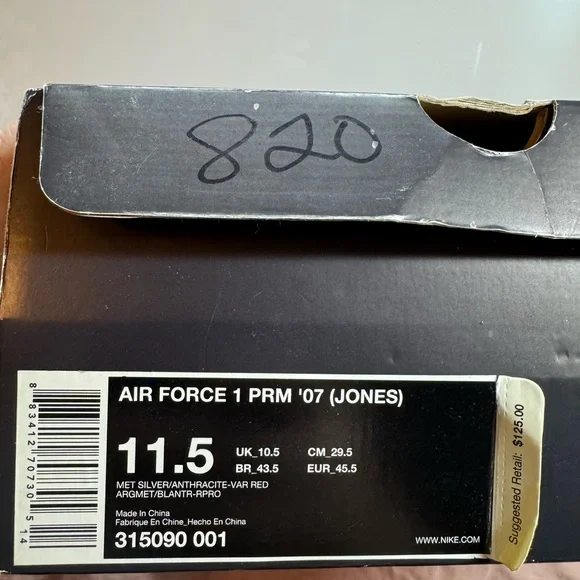 820
AIR FORCE 1 PRM '07 (JONES)
11.5
UK_10.5 CM_29.5
BR_43.5 EUR_45.5
MET SILVER/ANTHRACITE-VAR RED
ARGMET/BLANTR-RPRO
Made In China
Fabrique En Chine_Hecho En China
315090 001
WWW.NIKE.COM
Suggested Retail: $125.00
8 83412 70730 5 14